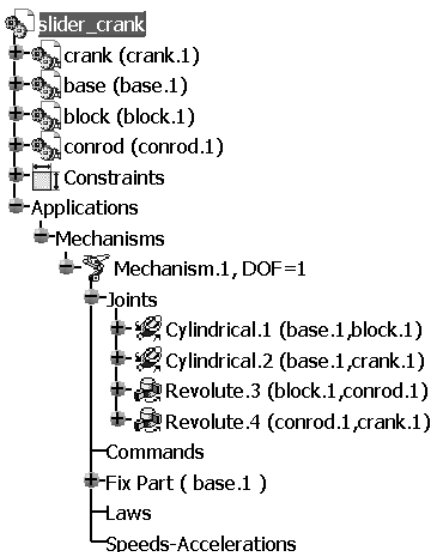 slider_crank
crank (crank.1)
base (base.1)
block (block.1)
conrod (conrod.1)
Constraints
Applications
Mechanisms
Mechanism.1, DOF=1
Joints
Cylindrical.1 (base.1,block.1)
Cylindrical.2 (base.1,crank.1)
Revolute.3 (block.1,conrod.1)
Revolute.4 (conrod.1,crank.1)
Commands
Fix Part ( base.1 )
Laws
Speeds-Accelerations